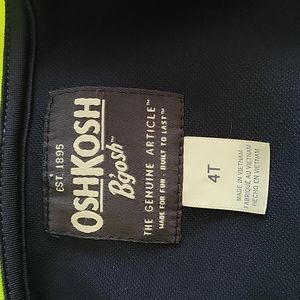 EST. 1895
OSHKOSH
B'gosh™
THE GENUINE ARTICLE™
MADE FOR FUN · BUILT TO LAST™
4T
MADE IN VIETNAM
FABRIQUÉ AU VIETNAM
HECHO EN VIETNAM